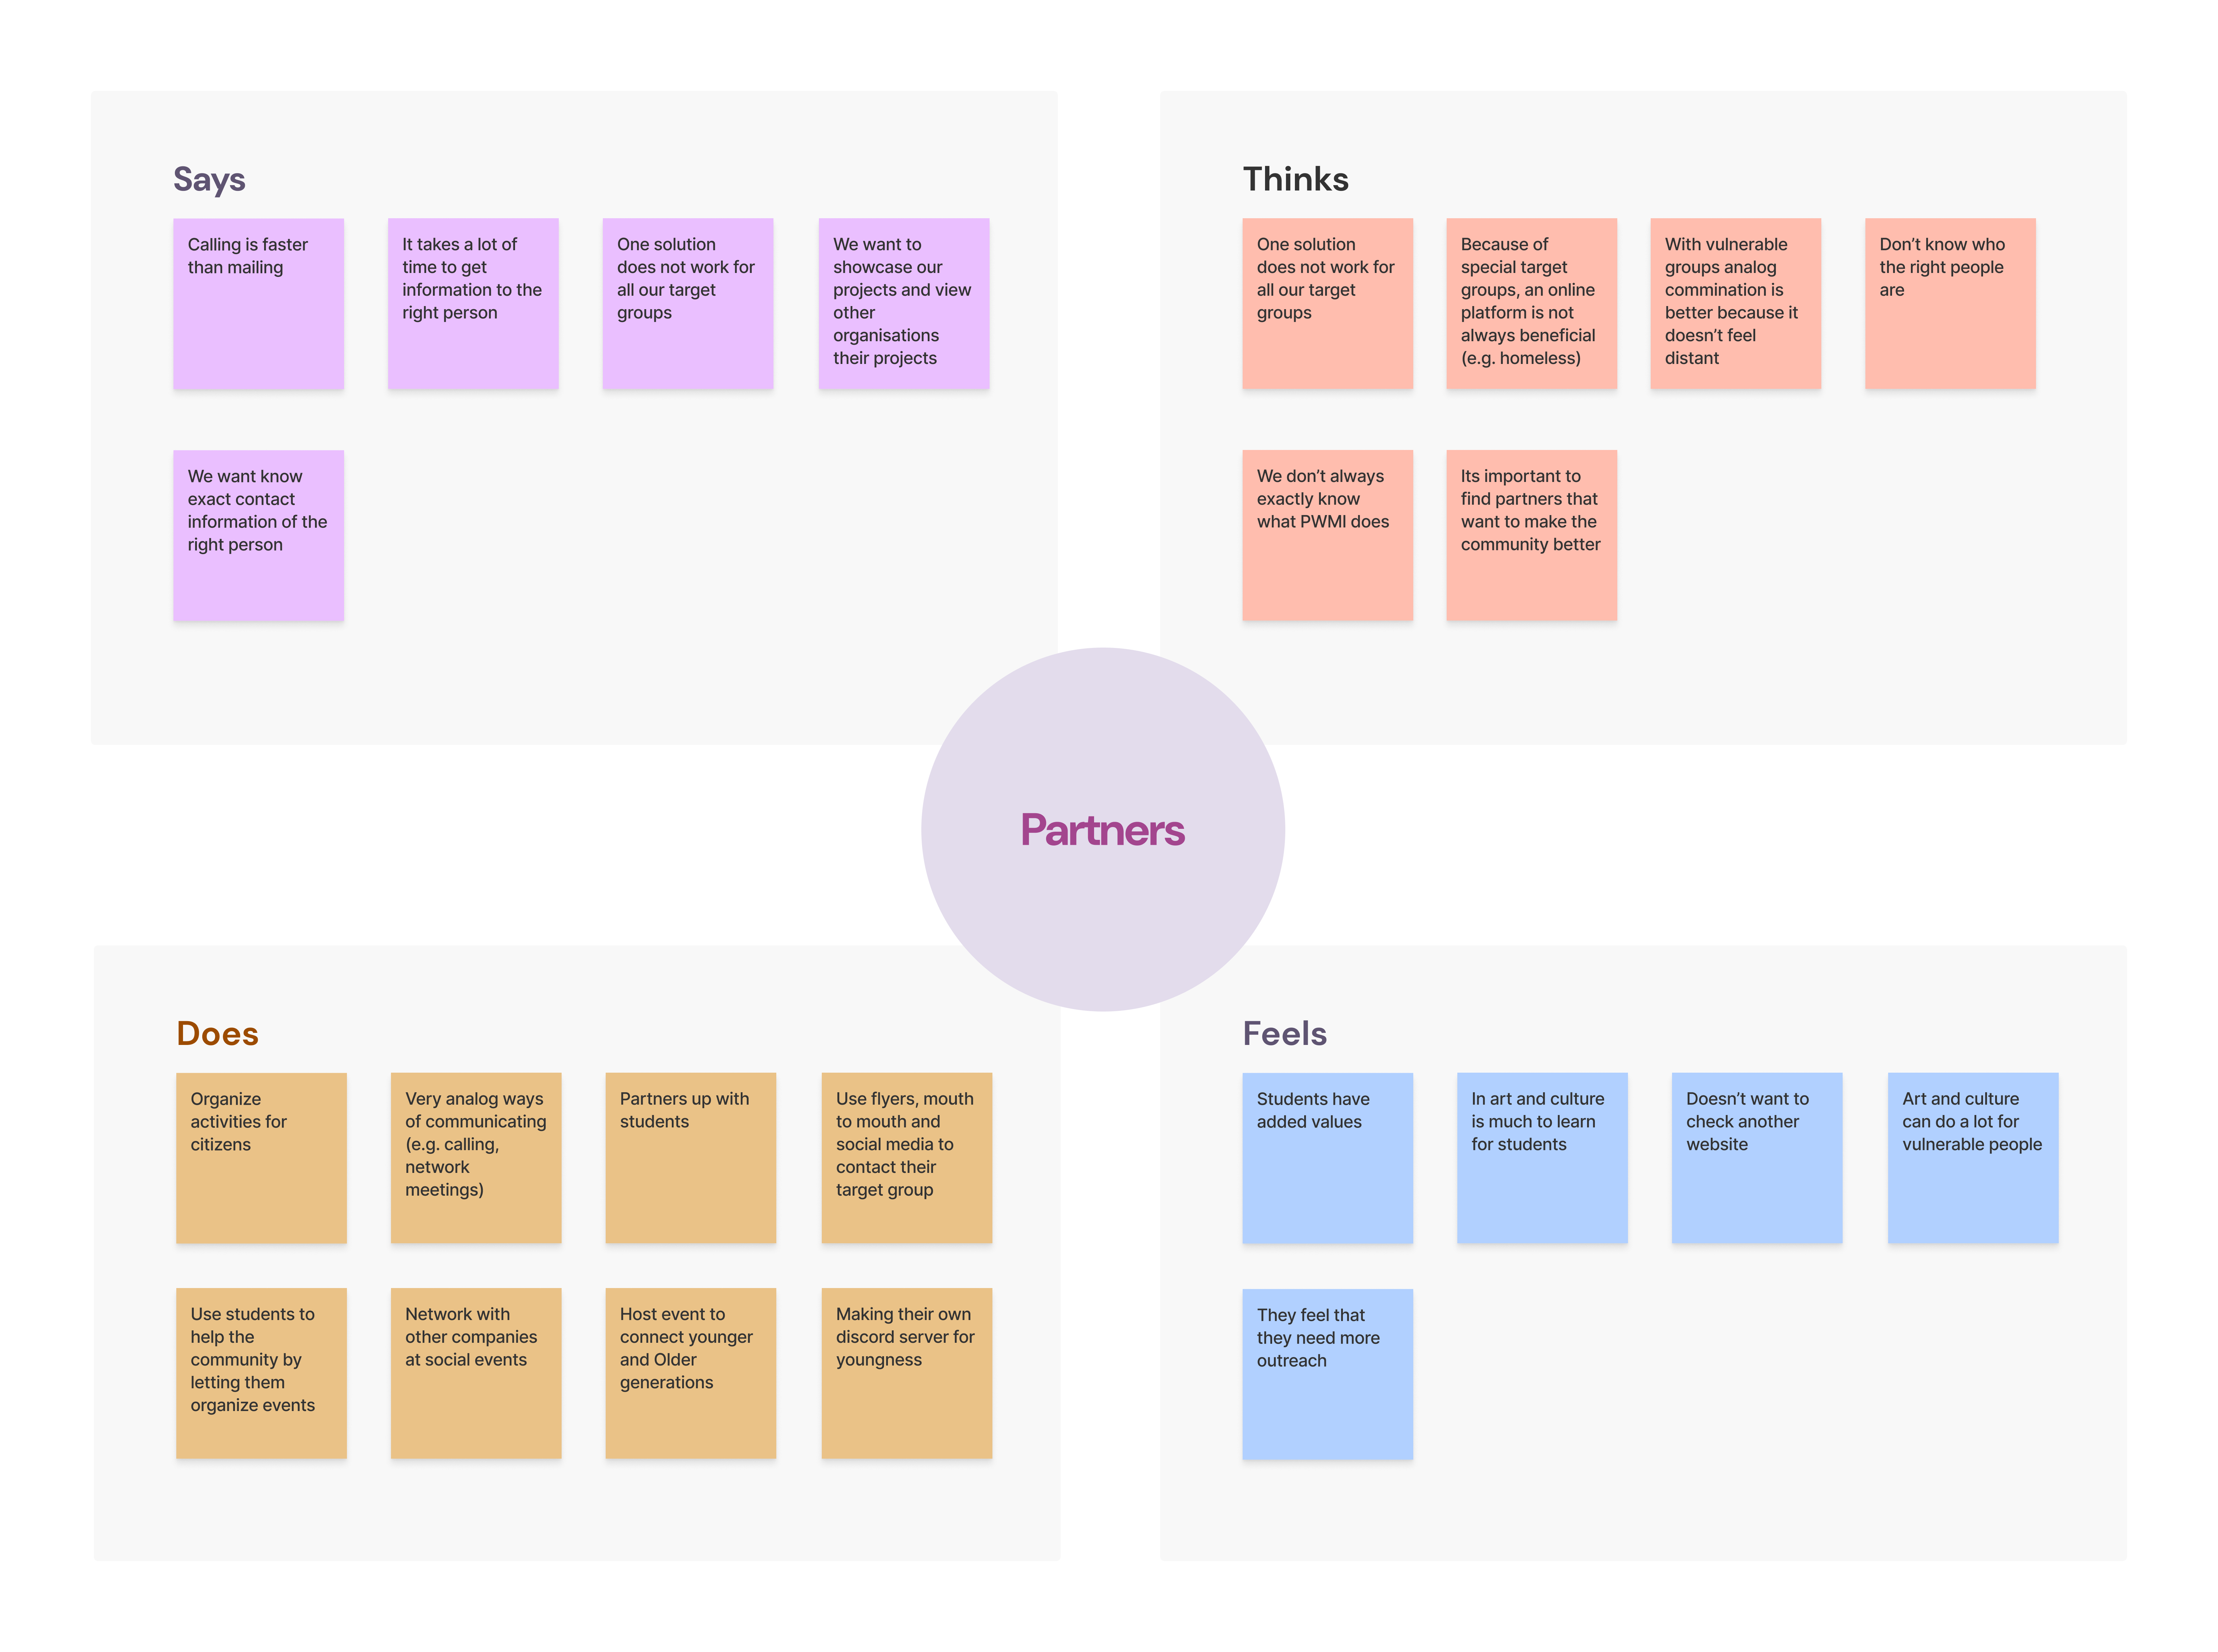 Says
Calling is faster
than mailing
It takes a lot of
time to get
information to the
right person
One solution
does not work for
all our target
groups
We want to
showcase our
projects and view
other
organisations
their projects
We want know
exact contact
information of the
right person
Thinks
One solution
does not work for
all our target
groups
Because of
special target
groups, an online
platform is not
always beneficial
(e.g. homeless)
With vulnerable
groups analog
commination is
better because it
doesn't feel
distant
Don't know who
the right people
are
We don't always
exactly know
what PWMI does
Its important to
find partners that
want to make the
community better
Partners
Does
Organize
activities for
citizens
Very analog ways
of communicating
(e.g. calling,
network
meetings)
Partners up with
students
Use flyers, mouth
to mouth and
social media to
contact their
target group
Use students to
help the
community by
letting them
organize events
Network with
other companies
at social events
Host event to
connect younger
and Older
generations
Making their own
discord server for
youngness
Feels
Students have
added values
In art and culture
is much to learn
for students
Doesn't want to
check another
website
Art and culture
can do a lot for
vulnerable people
They feel that
they need more
outreach